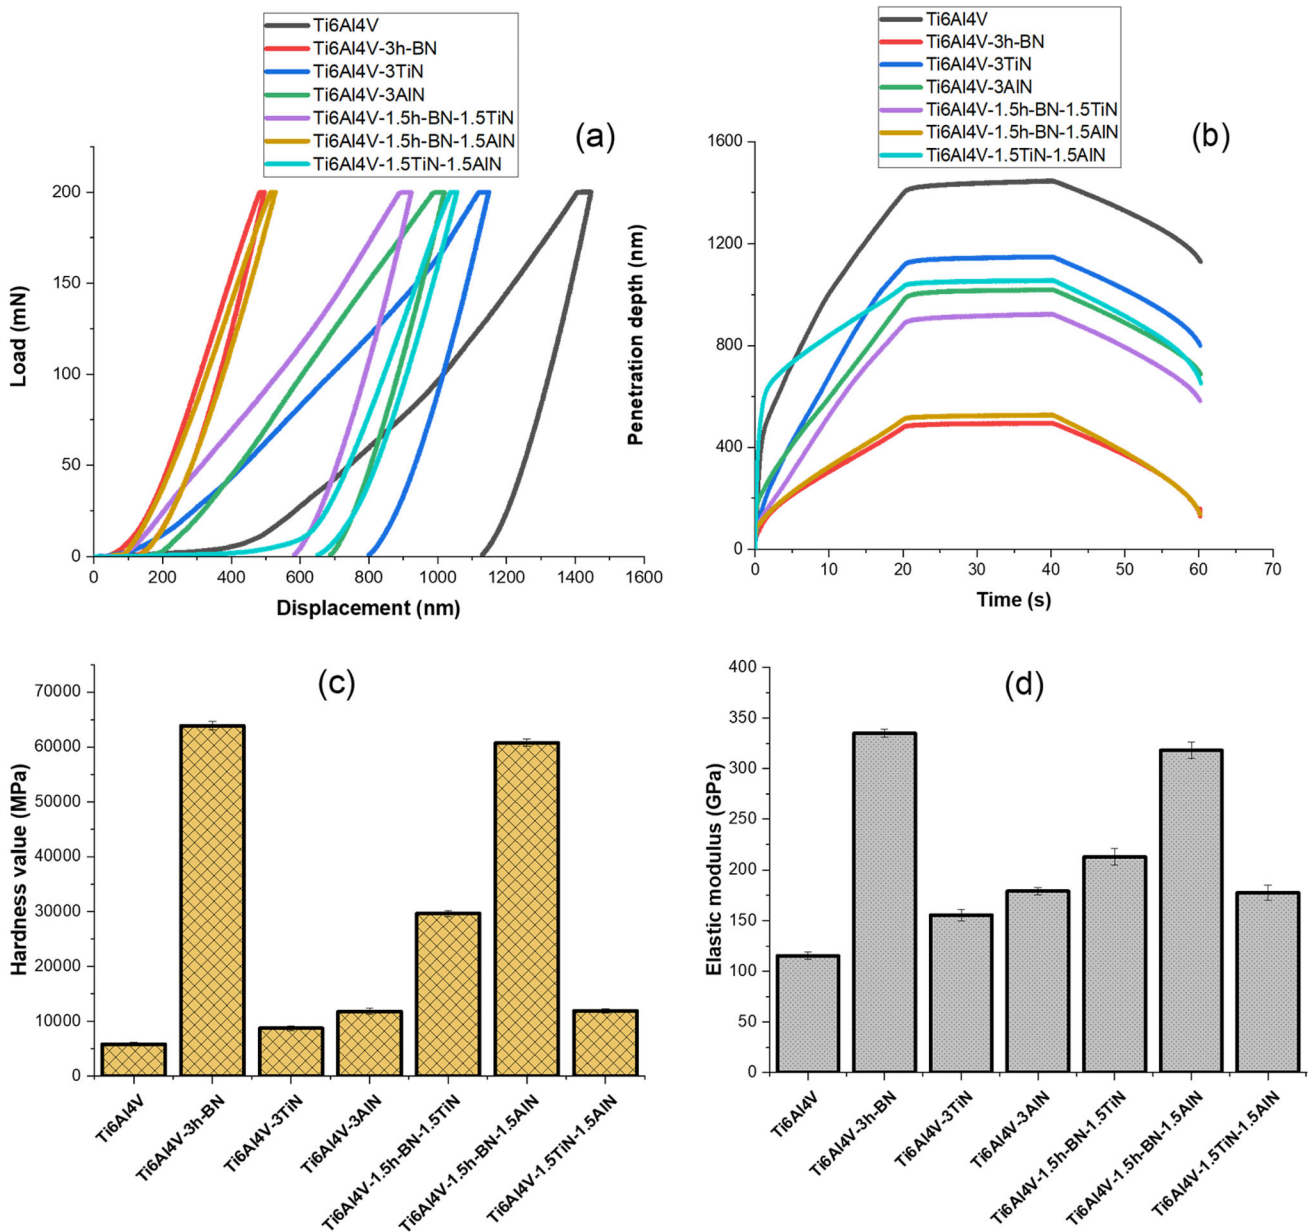 Ti6Al4V
Ti6Al4V-3h-BN
Ti6Al4V-3TiN
Ti6Al4V-3AlN
Ti6Al4V-1.5h-BN-1.5TiN
Ti6Al4V-1.5h-BN-1.5AlN
Ti6Al4V-1.5TiN-1.5AlN
(a)
200
150
100
50
0
Load (mN)
0 200 400 600 800 1000 1200 1400 1600
Displacement (nm)
Ti6Al4V
Ti6Al4V-3h-BN
Ti6Al4V-3TiN
Ti6Al4V-3AlN
Ti6Al4V-1.5h-BN-1.5TiN
Ti6Al4V-1.5h-BN-1.5AlN
Ti6Al4V-1.5TiN-1.5AlN
(b)
1600
1200
800
400
0
Penetration depth (nm)
0 10 20 30 40 50 60 70
Time (s)
(c)
70000
60000
50000
40000
30000
20000
10000
0
Hardness value (MPa)
Ti6Al4V
Ti6Al4V-3h-BN
Ti6Al4V-3TiN
Ti6Al4V-3AlN
Ti6Al4V-1.5h-BN-1.5TiN
Ti6Al4V-1.5h-BN-1.5AlN
Ti6Al4V-1.5TiN-1.5AlN
(d)
400
350
300
250
200
150
100
50
0
Elastic modulus (GPa)
Ti6Al4V
Ti6Al4V-3h-BN
Ti6Al4V-3TiN
Ti6Al4V-3AlN
Ti6Al4V-1.5h-BN-1.5TiN
Ti6Al4V-1.5h-BN-1.5AlN
Ti6Al4V-1.5TiN-1.5AlN